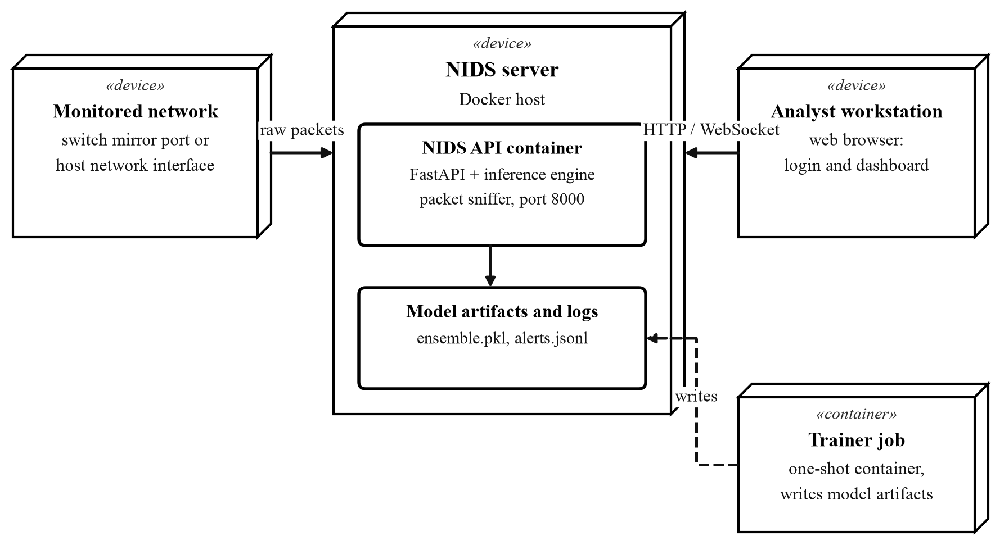 «device»
Monitored network
switch mirror port or
host network interface
raw packets
«device»
NIDS server
Docker host
NIDS API container
FastAPI + inference engine
packet sniffer, port 8000
Model artifacts and logs
ensemble.pkl, alerts.jsonl
HTTP / WebSocket
«device»
Analyst workstation
web browser:
login and dashboard
writes
«container»
Trainer job
one-shot container,
writes model artifacts